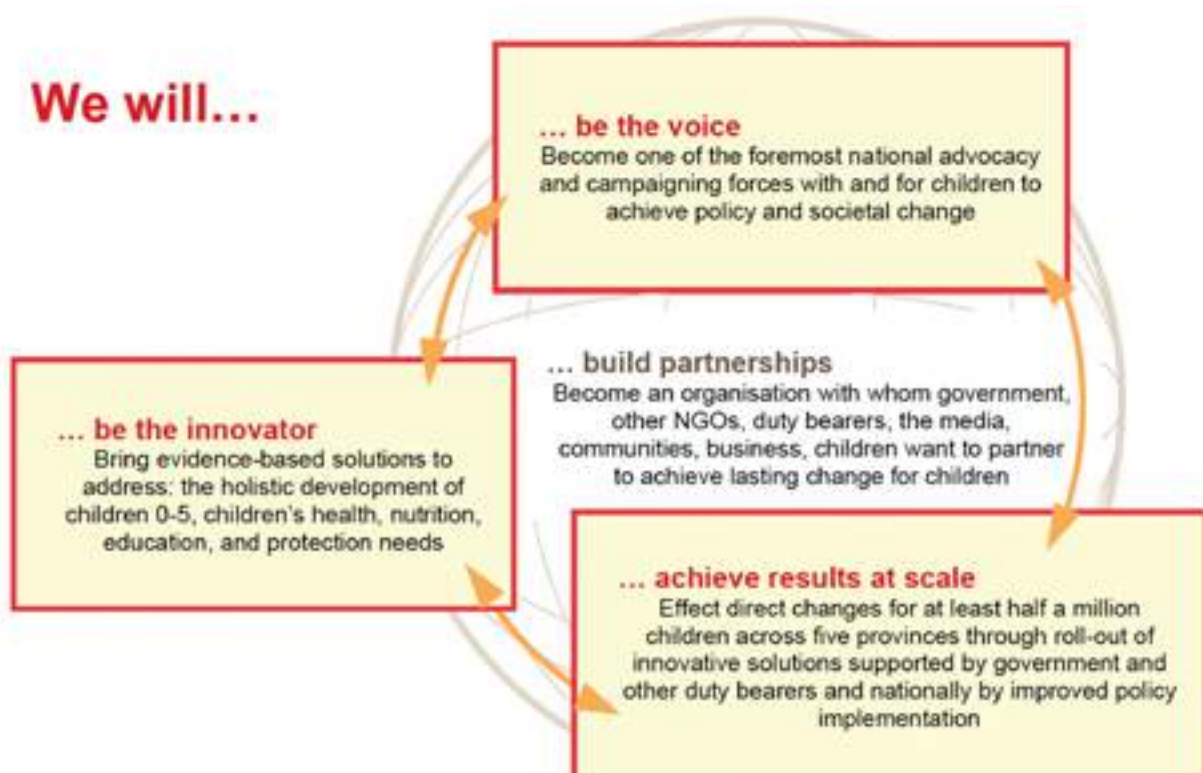 We will...
... be the voice
Become one of the foremost national advocacy
and campaigning forces with and for children to
achieve policy and societal change
... build partnerships
Become an organisation with whom government,
other NGOs, duty bearers, the media,
communities, business, children want to partner
to achieve lasting change for children
... be the innovator
Bring evidence-based solutions to
address: the holistic development of
children 0-5, children's health, nutrition,
education, and protection needs
... achieve results at scale
Effect direct changes for at least half a million
children across five provinces through roll-out of
innovative solutions supported by government and
other duty bearers and nationally by improved policy
implementation